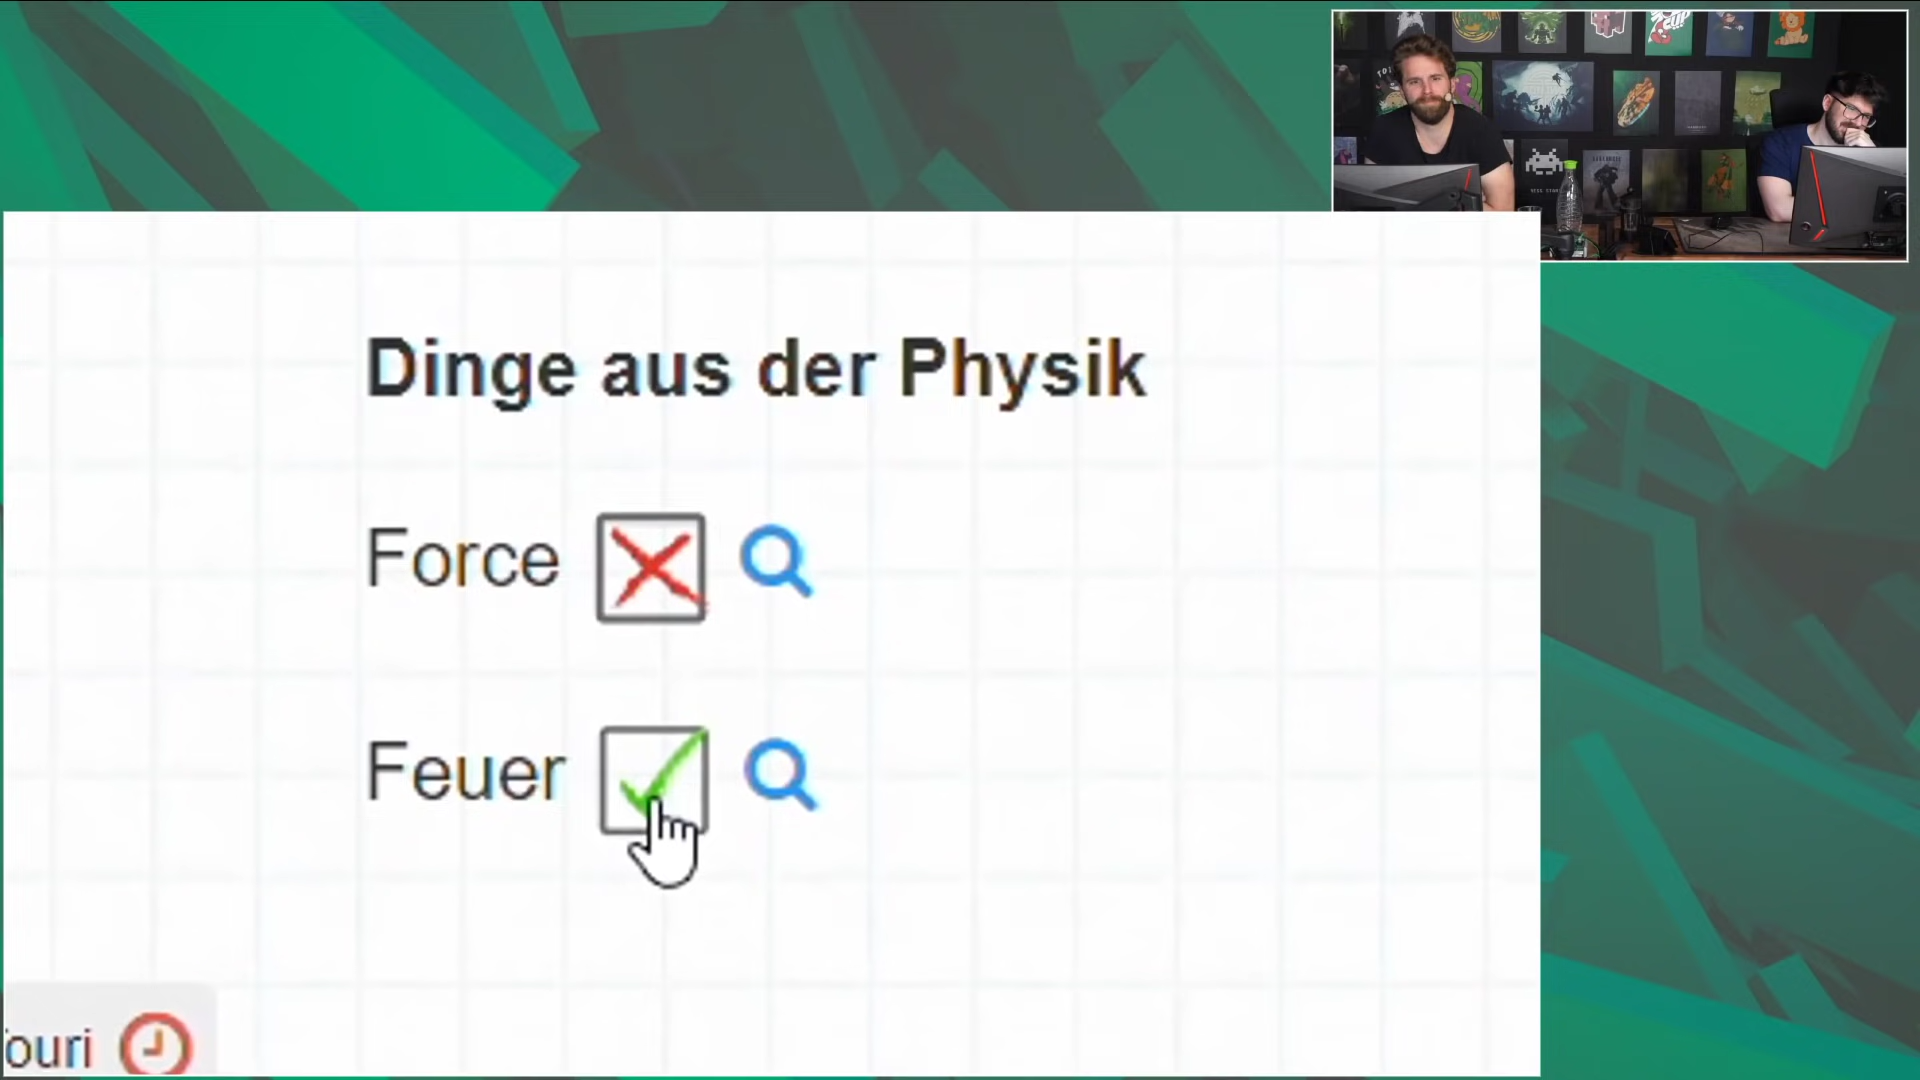 Dinge aus der Physik
Force
Feuer
ouri